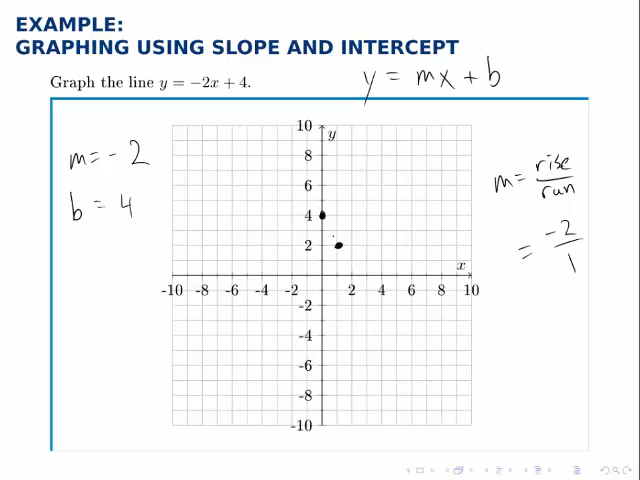 EXAMPLE:
GRAPHING USING SLOPE AND INTERCEPT
Graph the line y = −2x + 4.
y = mx + b
m = - 2
b = 4
m = rise/run
= -2/1
10
y
8
6
4
2
x
-10 -8 -6 -4 -2 2 4 6 8 10
-2
-4
-6
-8
-10